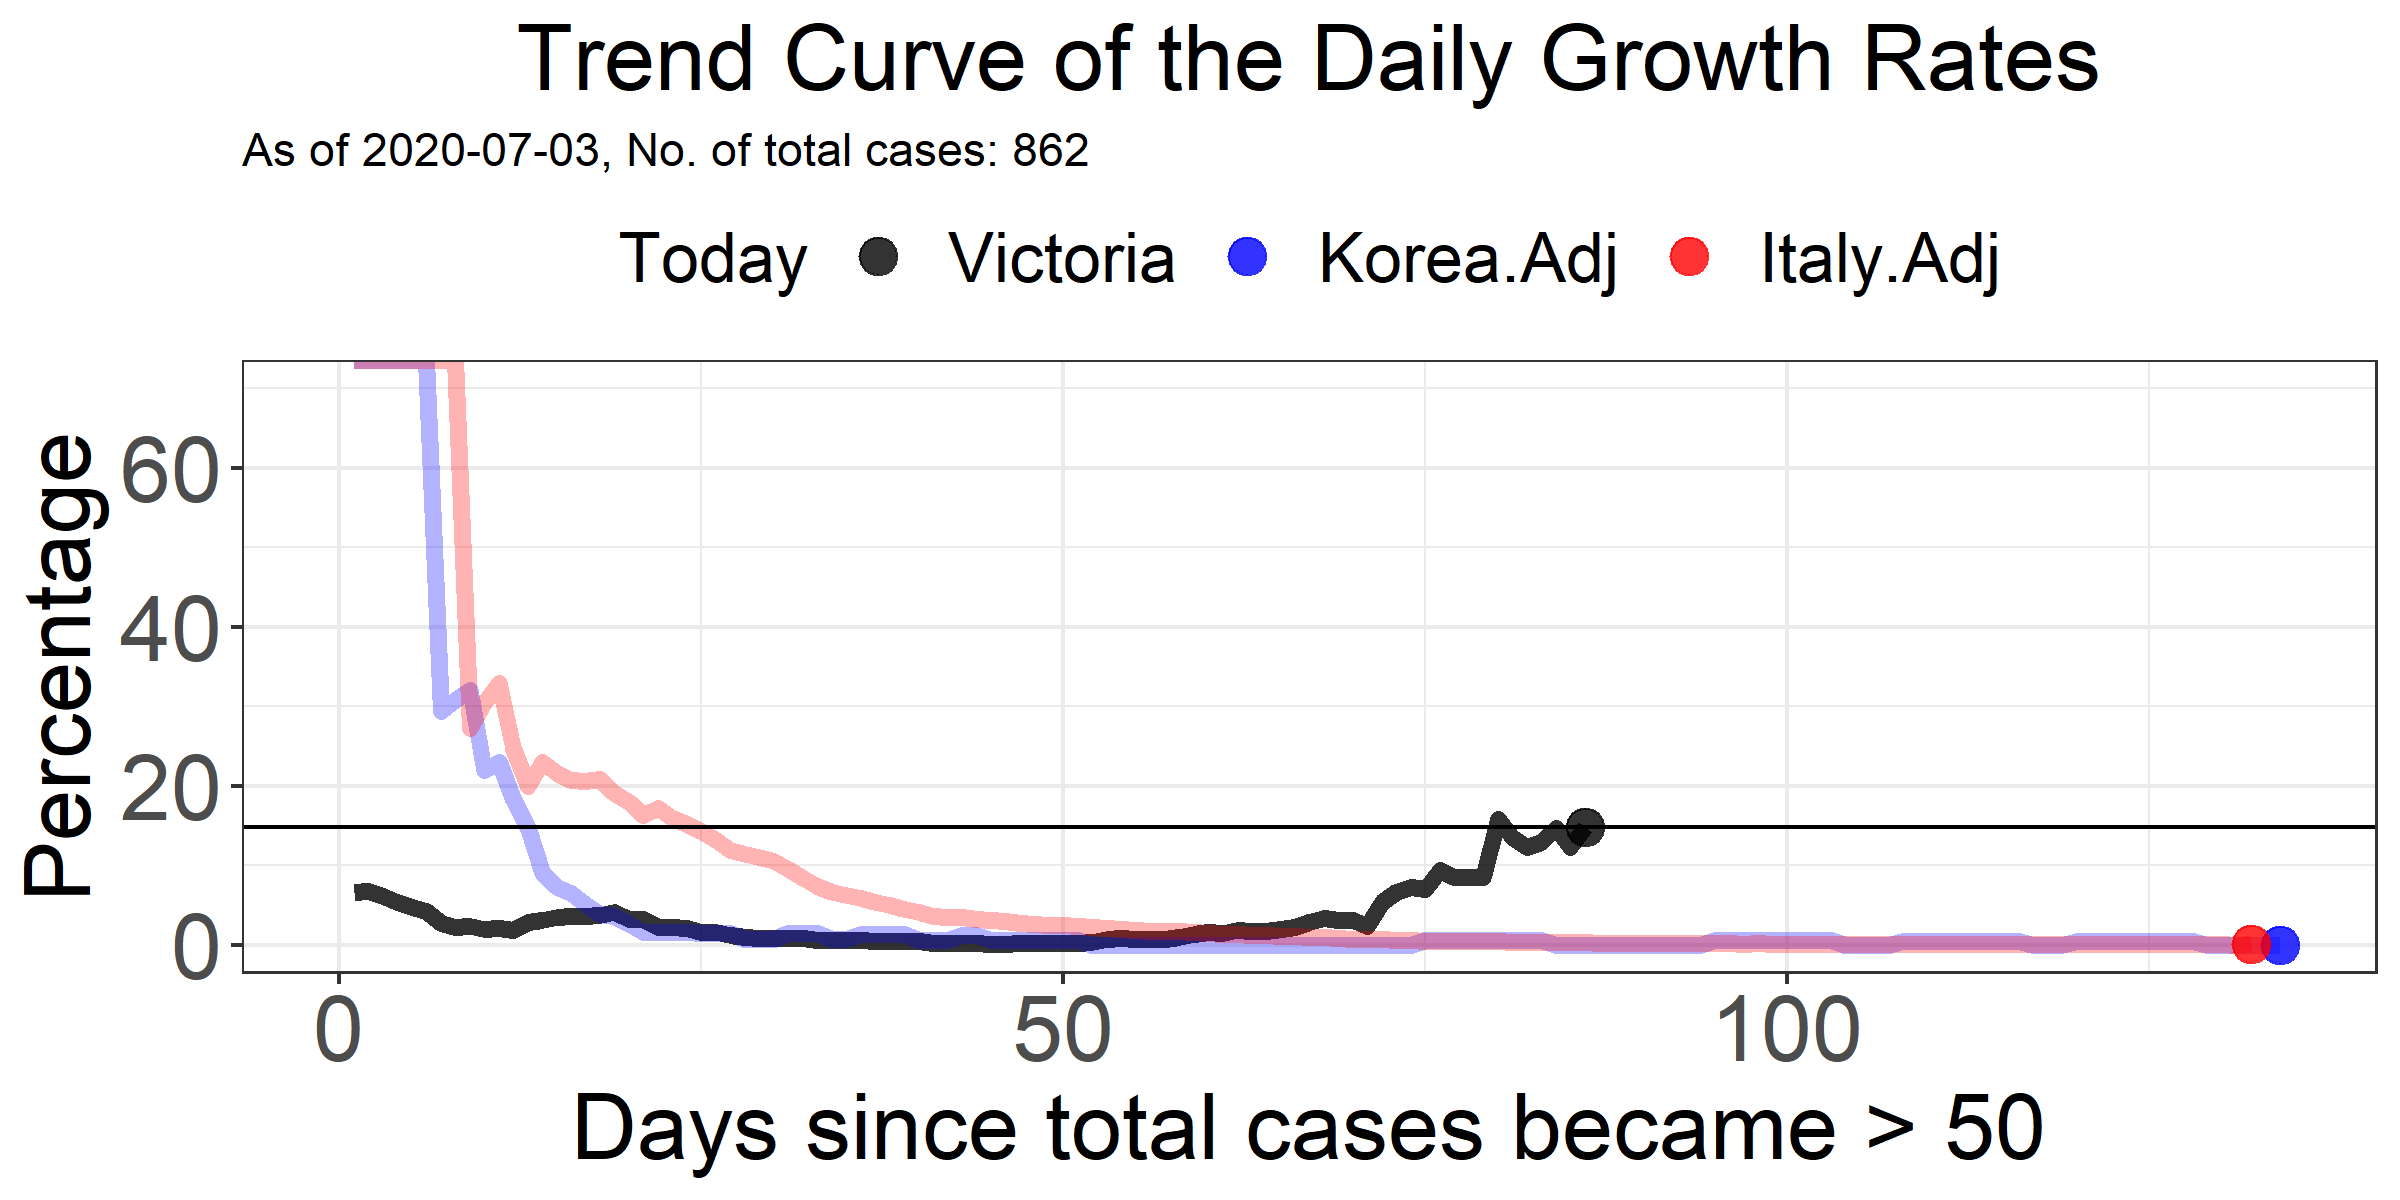 Trend Curve of the Daily Growth Rates
As of 2020-07-03, No. of total cases: 862
Today Victoria Korea.Adj Italy.Adj
Percentage
60
40
20
0
0 50 100
Days since total cases became > 50